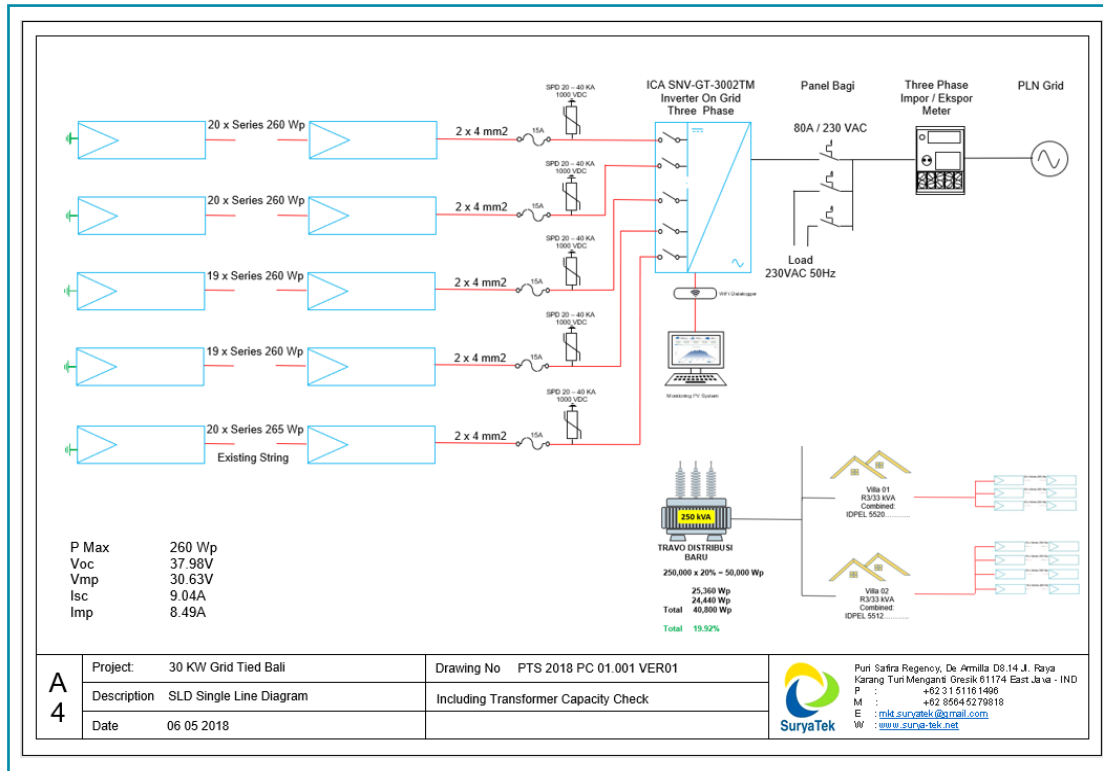 ICA SNV-GT-3002TM
Inverter On Grid
Three Phase
Panel Bagi
Three Phase
Impor / Ekspor
Meter
PLN Grid
80A / 230 VAC
Load
230VAC 50Hz
20 x Series 260 Wp
2 x 4 mm2
15A
SPD 20 – 40 KA
1000 VDC
20 x Series 260 Wp
2 x 4 mm2
15A
SPD 20 – 40 KA
1000 VDC
19 x Series 260 Wp
2 x 4 mm2
15A
SPD 20 – 40 KA
1000 VDC
19 x Series 260 Wp
2 x 4 mm2
15A
SPD 20 – 40 KA
1000 VDC
20 x Series 265 Wp
Existing String
2 x 4 mm2
15A
SPD 20 – 40 KA
1000 VDC
WiFi Datalogger
Monitoring PV System
250 kVA
TRAVO DISTRIBUSI
BARU
250,000 x 20% – 50,000 Wp
25,360 Wp
24,440 Wp
Total 40,800 Wp
Total 19.92%
Villa 01
R3/33 kVA
Combined:
IDPEL 5520............
Villa 02
R3/33 kVA
Combined:
IDPEL 5512............
P Max 260 Wp
Voc 37.98V
Vmp 30.63V
Isc 9.04A
Imp 8.49A
A
4
Project: 30 KW Grid Tied Bali
Description SLD Single Line Diagram
Date 06 05 2018
Drawing No PTS 2018 PC 01.001 VER01
Including Transformer Capacity Check
SuryaTek
Puri Safira Regency, De Armilla D8.14 Jl. Raya
Karang Turi Menganti Gresik 61174 East Java - IND
P : +62 31 5116 1496
M : +62 8564 5279818
E : mkt.suryatek@gmail.com
W : www.surya-tek.net